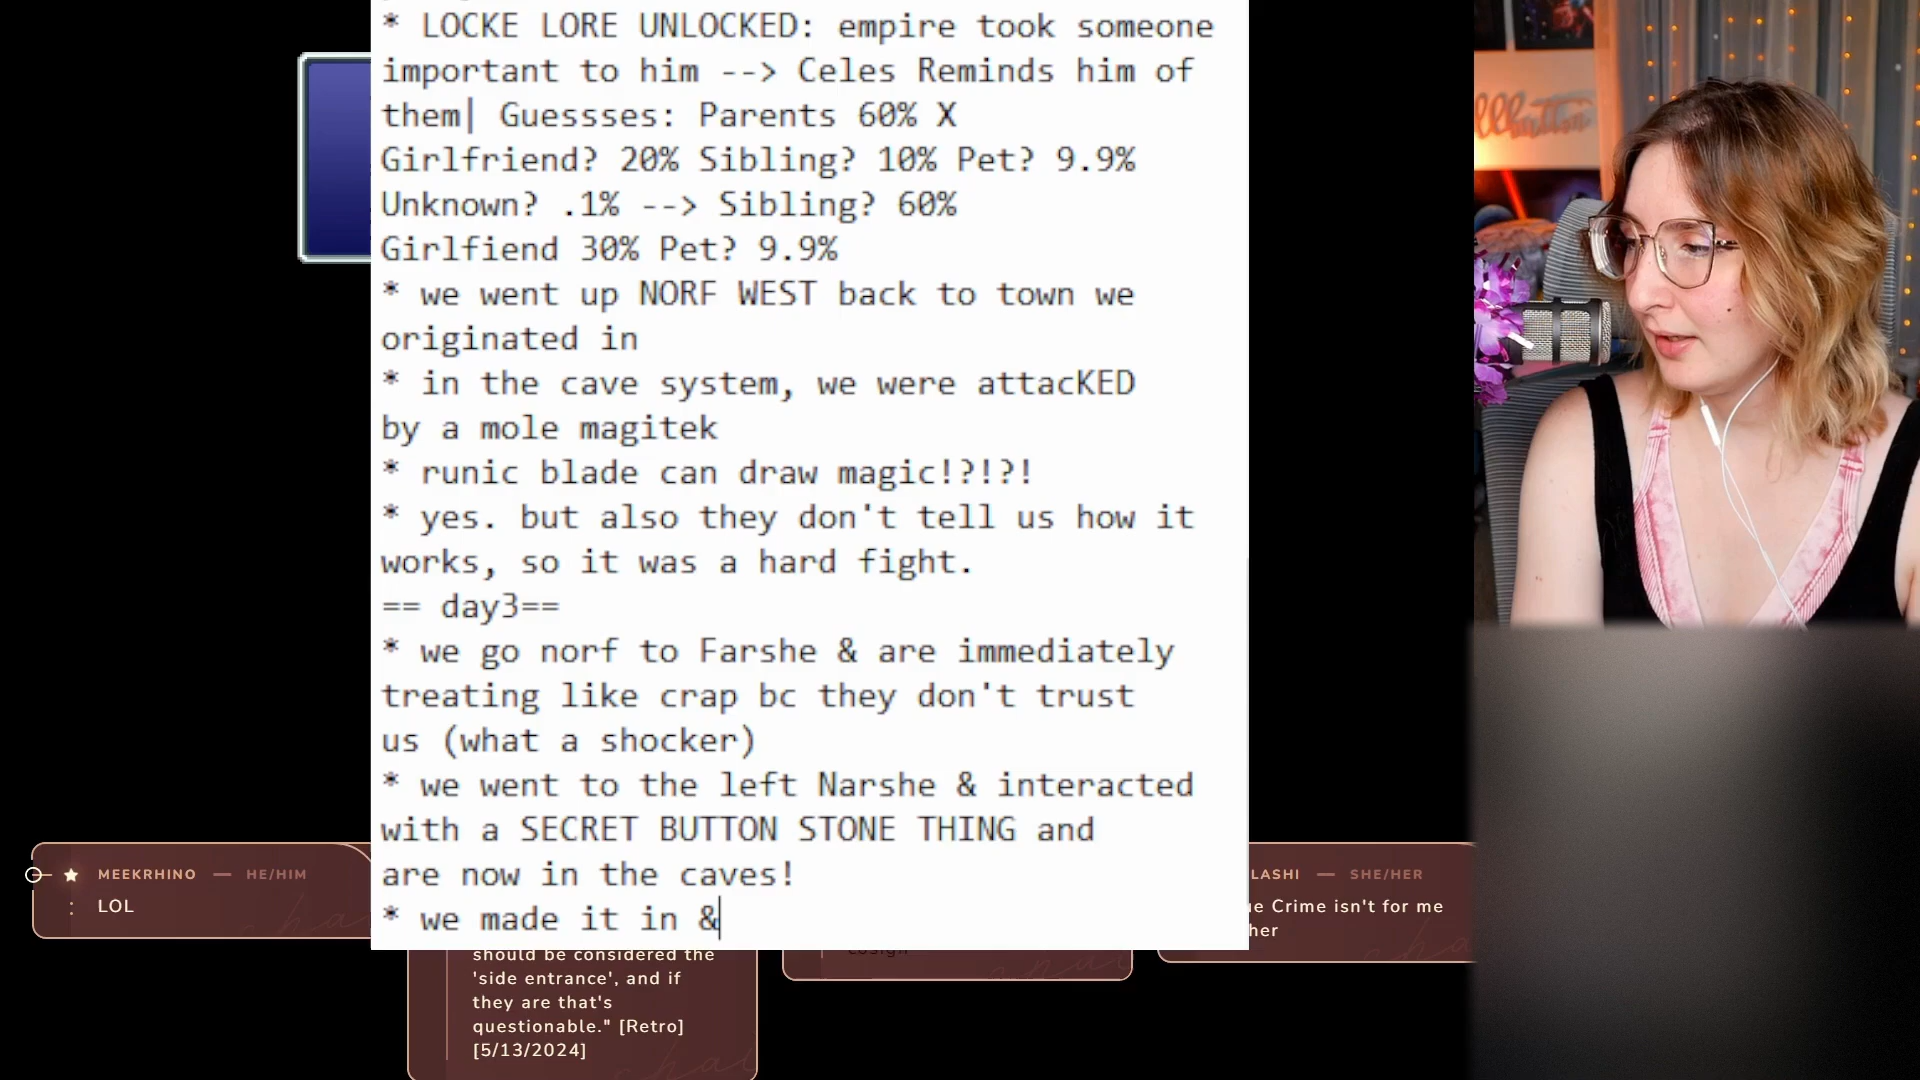 * LOCKE LORE UNLOCKED: empire took someone
important to him --> Celes Reminds him of
them| Guessses: Parents 60% X
Girlfriend? 20% Sibling? 10% Pet? 9.9%
Unknown? .1% --> Sibling? 60%
Girlfiend 30% Pet? 9.9%
* we went up NORF WEST back to town we
originated in
* in the cave system, we were attacKED
by a mole magitek
* runic blade can draw magic!?!?!
* yes. but also they don't tell us how it
works, so it was a hard fight.
== day3==
* we go norf to Farshe & are immediately
treating like crap bc they don't trust
us (what a shocker)
* we went to the left Narshe & interacted
with a SECRET BUTTON STONE THING and
are now in the caves!
* we made it in &
MEEKRHINO — HE/HIM
: LOL
should be considered the
'side entrance', and if
they are that's
questionable." [Retro]
[5/13/2024]
LASHI — SHE/HER
Crime isn't for me
her